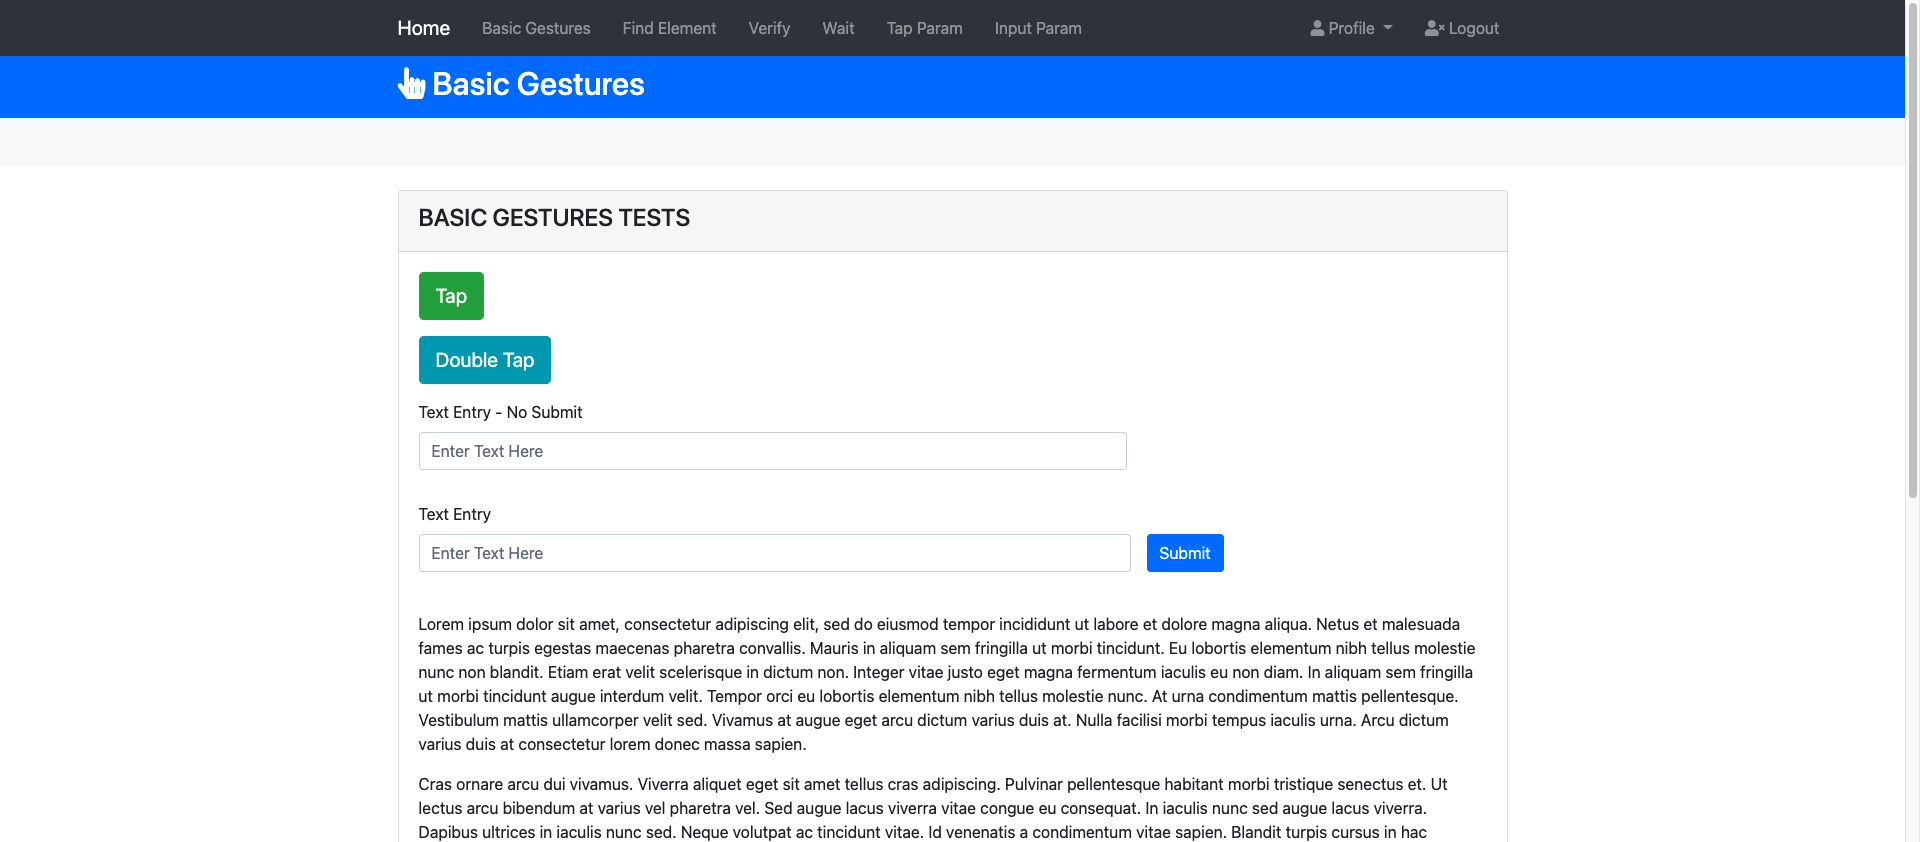 Home Basic Gestures Find Element Verify Wait Tap Param Input Param Profile Logout
Basic Gestures
BASIC GESTURES TESTS
Tap
Double Tap
Text Entry - No Submit
Enter Text Here
Text Entry
Enter Text Here Submit
Lorem ipsum dolor sit amet, consectetur adipiscing elit, sed do eiusmod tempor incididunt ut labore et dolore magna aliqua. Netus et malesuada
fames ac turpis egestas maecenas pharetra convallis. Mauris in aliquam sem fringilla ut morbi tincidunt. Eu lobortis elementum nibh tellus molestie
nunc non blandit. Etiam erat velit scelerisque in dictum non. Integer vitae justo eget magna fermentum iaculis eu non diam. In aliquam sem fringilla
ut morbi tincidunt augue interdum velit. Tempor orci eu lobortis elementum nibh tellus molestie nunc. At urna condimentum mattis pellentesque.
Vestibulum mattis ullamcorper velit sed. Vivamus at augue eget arcu dictum varius duis at. Nulla facilisi morbi tempus iaculis urna. Arcu dictum
varius duis at consectetur lorem donec massa sapien.
Cras ornare arcu dui vivamus. Viverra aliquet eget sit amet tellus cras adipiscing. Pulvinar pellentesque habitant morbi tristique senectus et. Ut
lectus arcu bibendum at varius vel pharetra vel. Sed augue lacus viverra vitae congue eu consequat. In iaculis nunc sed augue lacus viverra.
Dapibus ultrices in iaculis nunc sed. Neque volutpat ac tincidunt vitae. Id venenatis a condimentum vitae sapien. Blandit turpis cursus in hac